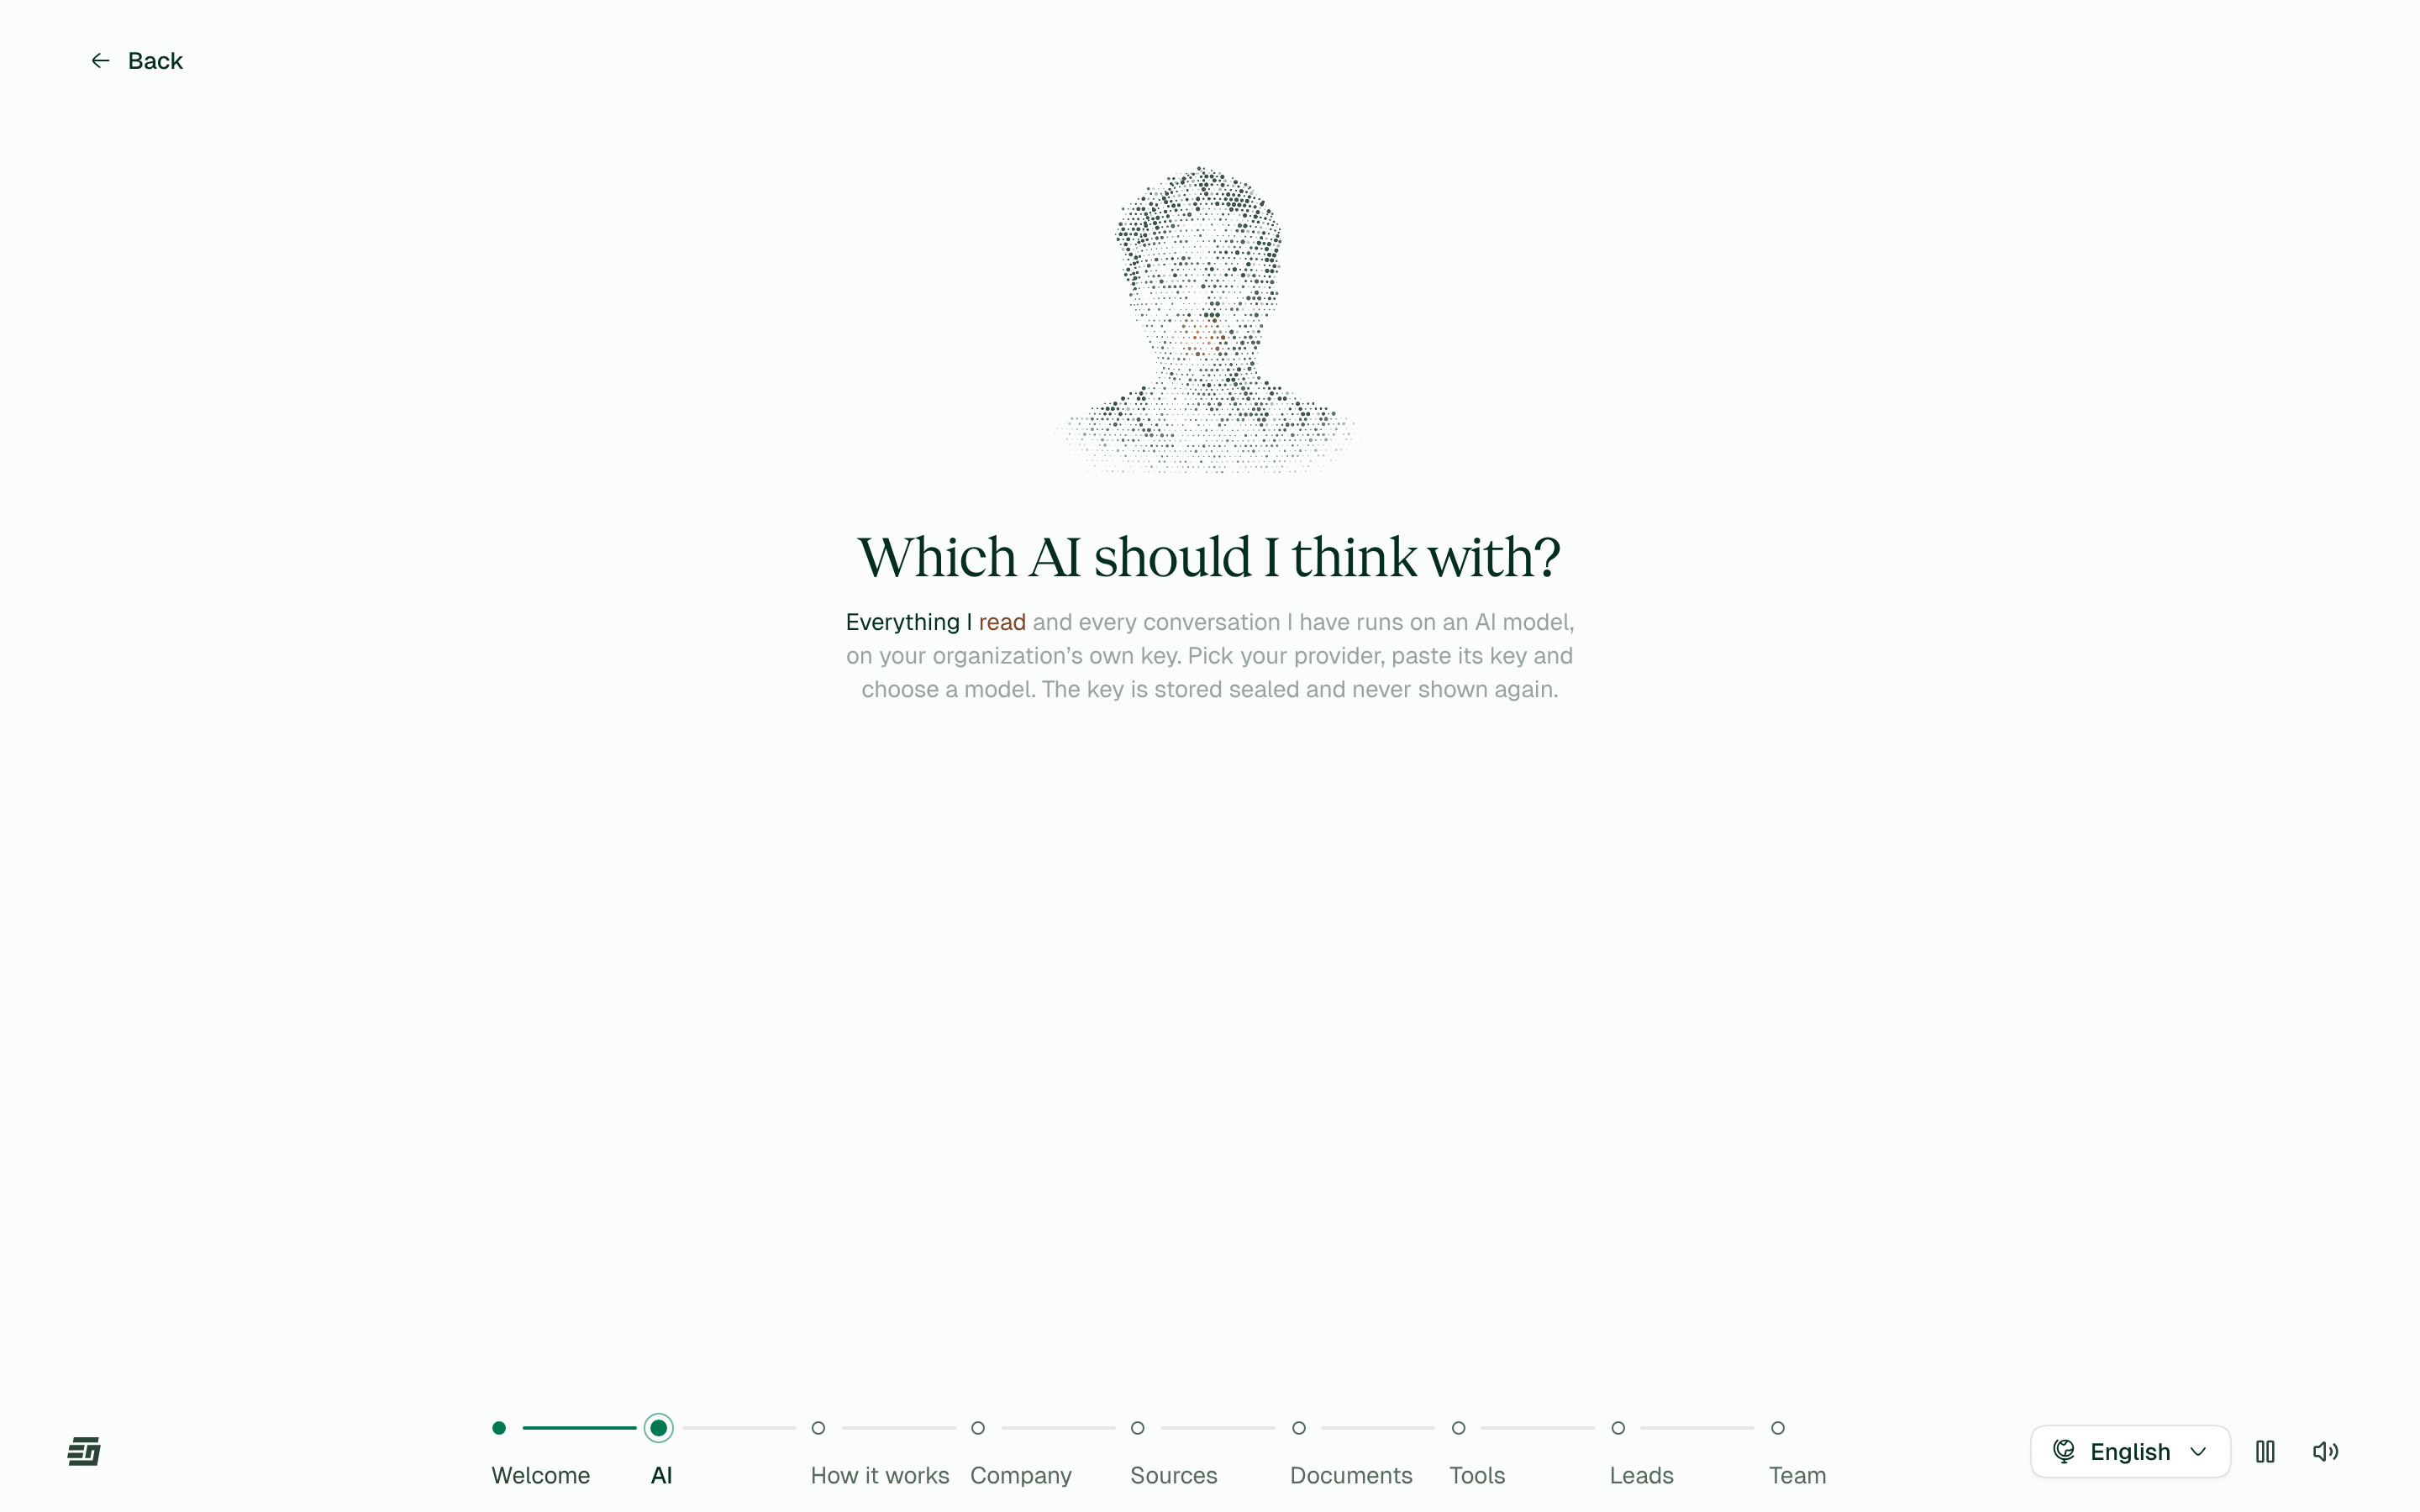 Back
Which AI should I think with?
Everything I read and every conversation I have runs on an AI model,
on your organization’s own key. Pick your provider, paste its key and
choose a model. The key is stored sealed and never shown again.
Welcome
AI
How it works
Company
Sources
Documents
Tools
Leads
Team
English